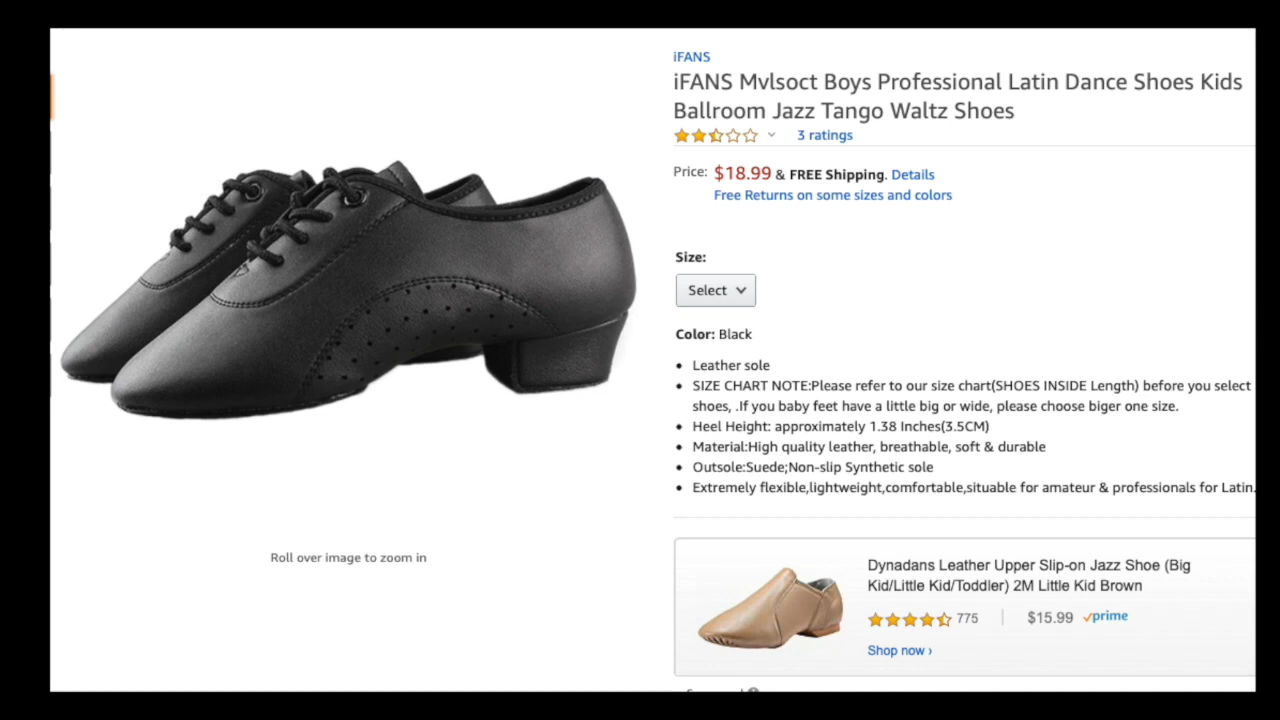 iFANS
iFANS Mvlsoct Boys Professional Latin Dance Shoes Kids
Ballroom Jazz Tango Waltz Shoes
3 ratings
Price: $18.99 & FREE Shipping. Details
Free Returns on some sizes and colors
Size:
Select
Color: Black
Leather sole
SIZE CHART NOTE:Please refer to our size chart(SHOES INSIDE Length) before you select
shoes, .If you baby feet have a little big or wide, please choose biger one size.
Heel Height: approximately 1.38 Inches(3.5CM)
Material:High quality leather, breathable, soft & durable
Outsole:Suede;Non-slip Synthetic sole
Extremely flexible,lightweight,comfortable,situable for amateur & professionals for Latin.
Roll over image to zoom in
Dynadans Leather Upper Slip-on Jazz Shoe (Big
Kid/Little Kid/Toddler) 2M Little Kid Brown
775 $15.99 prime
Shop now ›